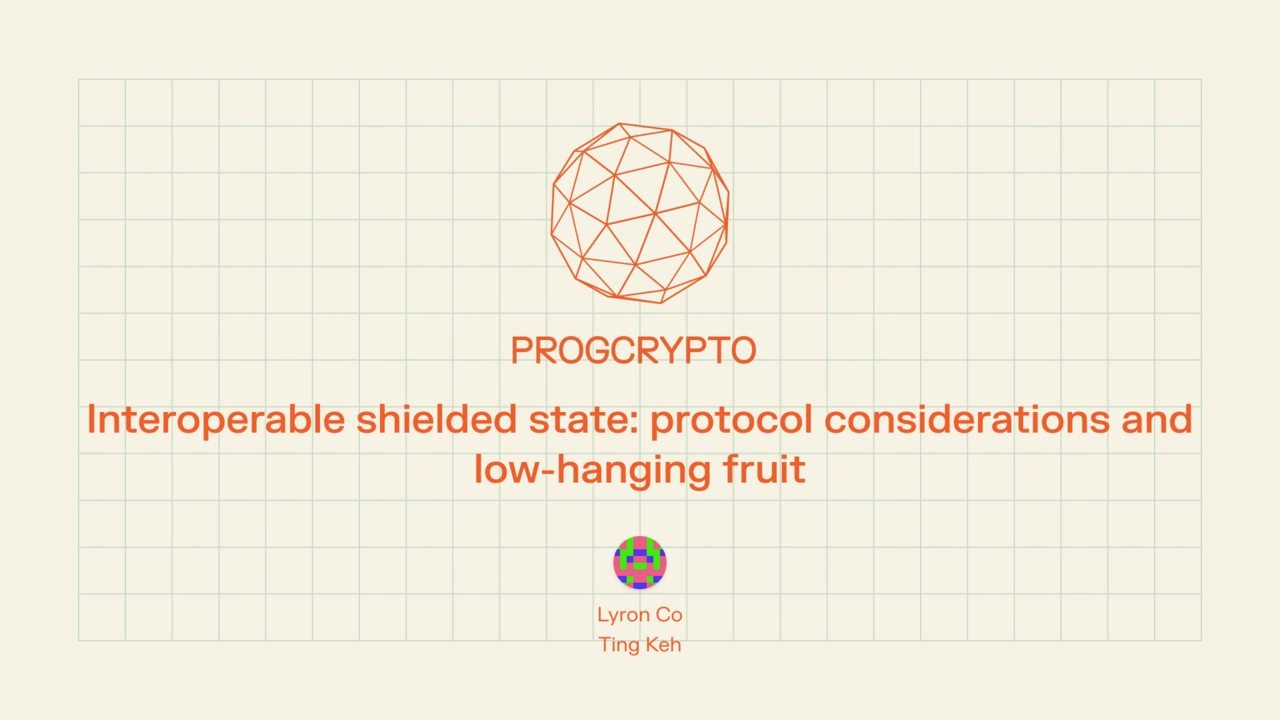 PROGCRYPTO
Interoperable shielded state: protocol considerations and
low-hanging fruit
Lyron Co
Ting Keh